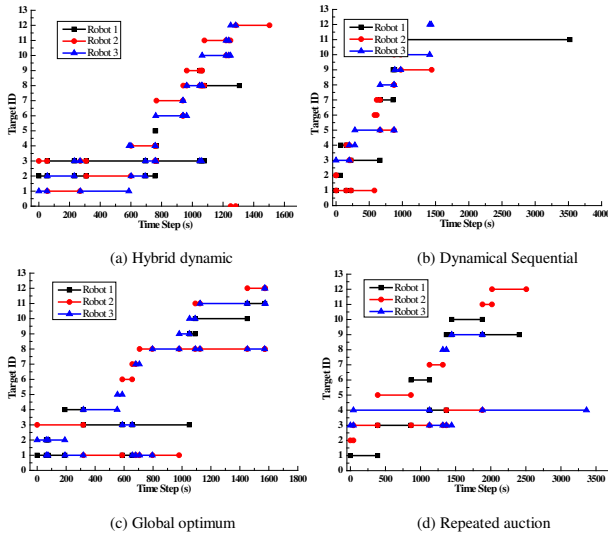 13
12
11
10
9
8
7
6
5
4
3
2
1
0
Target ID
Robot 1
Robot 2
Robot 3
0 200 400 600 800 1000 1200 1400 1600
Time Step (s)
(a) Hybrid dynamic
13
12
11
10
9
8
7
6
5
4
3
2
1
0
Target ID
Robot 1
Robot 2
Robot 3
0 500 1000 1500 2000 2500 3000 3500 4000
Time Step (s)
(b) Dynamical Sequential
13
12
11
10
9
8
7
6
5
4
3
2
1
0
Target ID
Robot 1
Robot 2
Robot 3
0 200 400 600 800 1000 1200 1400 1600 1800
Time Step (s)
(c) Global optimum
13
12
11
10
9
8
7
6
5
4
3
2
1
0
Target ID
Robot 1
Robot 2
Robot 3
0 500 1000 1500 2000 2500 3000 3500
Time Step (s)
(d) Repeated auction